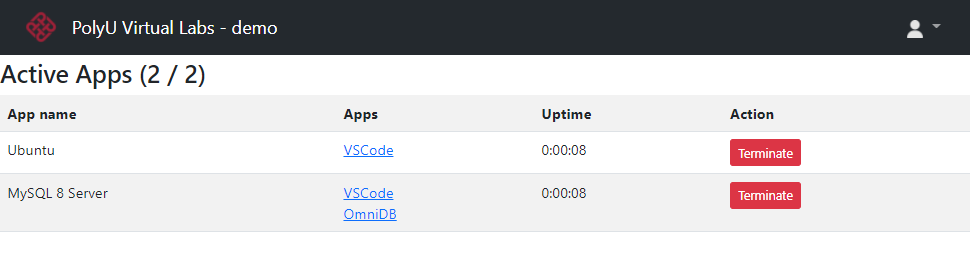 PolyU Virtual Labs - demo
Active Apps (2 / 2)
App name Apps Uptime Action
Ubuntu VSCode 0:00:08 Terminate
MySQL 8 Server VSCode 0:00:08 Terminate
OmniDB